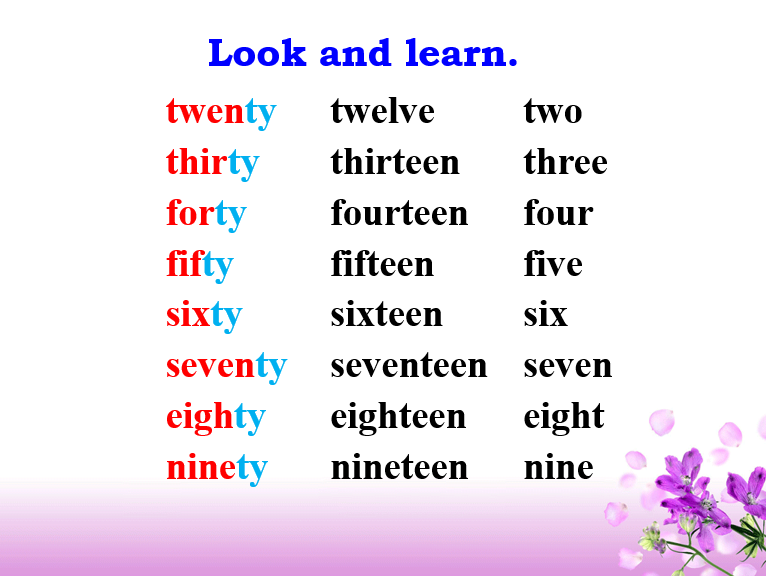 Look and learn.
twenty twelve two
thirty thirteen three
forty fourteen four
fifty fifteen five
sixty sixteen six
seventy seventeen seven
eighty eighteen eight
ninety nineteen nine